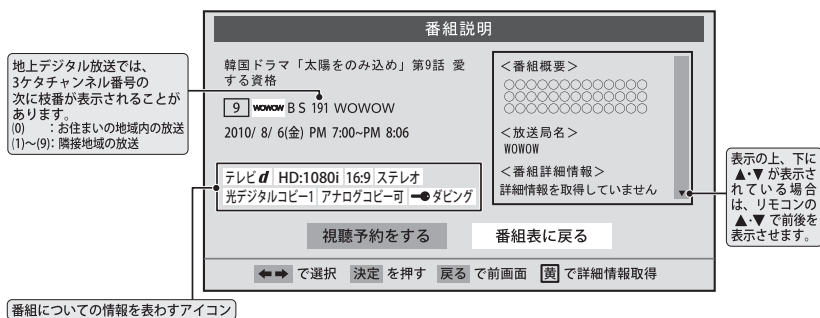 番組説明
地上デジタル放送では、
3ケタチャンネル番号の
次に枝番が表示されることが
あります。
(0) :お住まいの地域内の放送
(1)~(9):隣接地域の放送
韓国ドラマ「太陽をのみ込め」第9話 愛
する資格
9 WOWOW BS 191 WOWOW
2010/ 8/ 6(金) PM 7:00~PM 8:06
テレビ d HD:1080i 16:9 ステレオ
光デジタルコピー1 アナログコピー可 ダビング
<番組概要>
○○○○○○○○○○○○○
○○○○○○○○○○○○○
○○○○○○○○○○○○○
<放送局名>
WOWOW
<番組詳細情報>
詳細情報を取得していません ▼
表示の上、下に
▲·▼ が表示さ
れている場合
は、リモコンの
▲·▼ で前後を
表示させます。
視聴予約をする 番組表に戻る
⬅➡ で選択 決定 を押す 戻る で前画面 黄 で詳細情報取得
番組についての情報を表わすアイコン